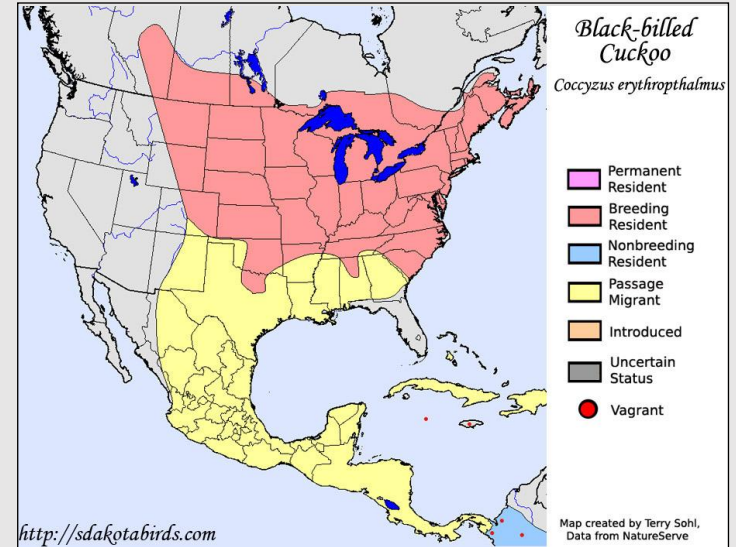 Black-billed
Cuckoo
Coccyzus erythropthalmus
Permanent
Resident
Breeding
Resident
Nonbreeding
Resident
Passage
Migrant
Introduced
Uncertain
Status
Vagrant
http://sdakotabirds.com
Map created by Terry Sohl,
Data from NatureServe